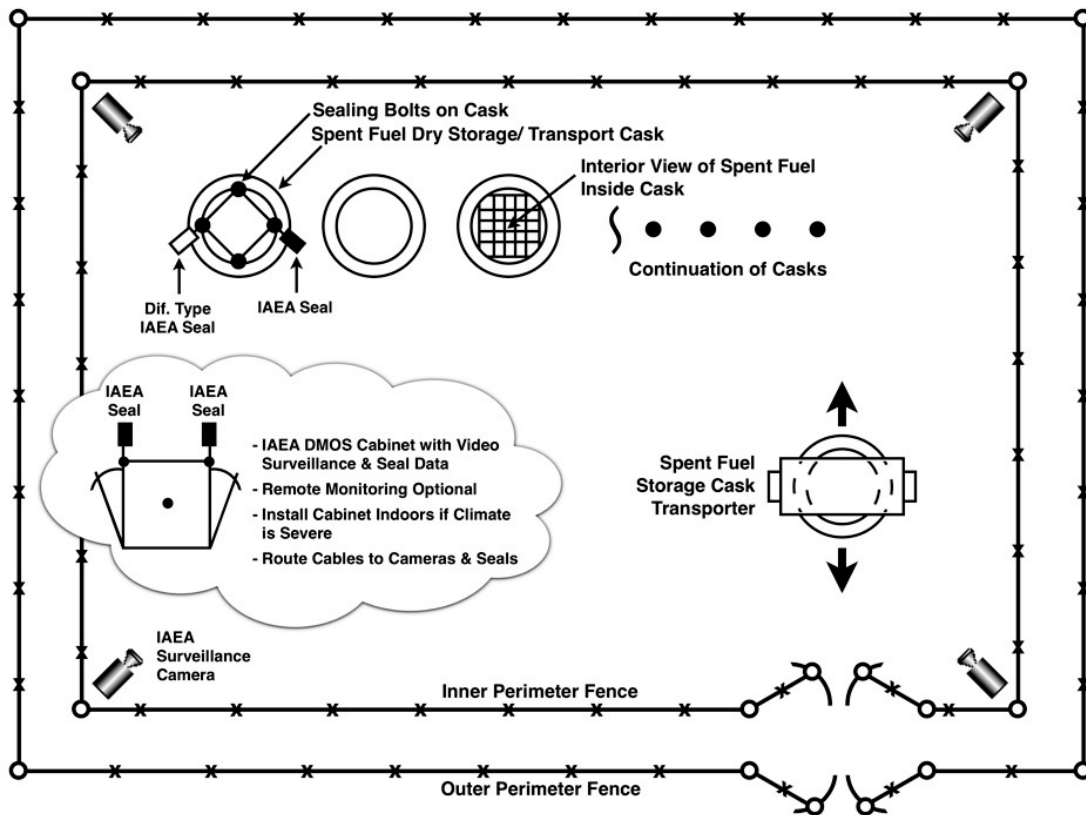 Sealing Bolts on Cask
Spent Fuel Dry Storage/ Transport Cask
Interior View of Spent Fuel
Inside Cask
Continuation of Casks
Dif. Type
IAEA Seal
IAEA Seal
IAEA
Seal
IAEA
Seal
- IAEA DMOS Cabinet with Video
Surveillance & Seal Data
- Remote Monitoring Optional
- Install Cabinet Indoors if Climate
is Severe
- Route Cables to Cameras & Seals
Spent Fuel
Storage Cask
Transporter
IAEA
Surveillance
Camera
Inner Perimeter Fence
Outer Perimeter Fence